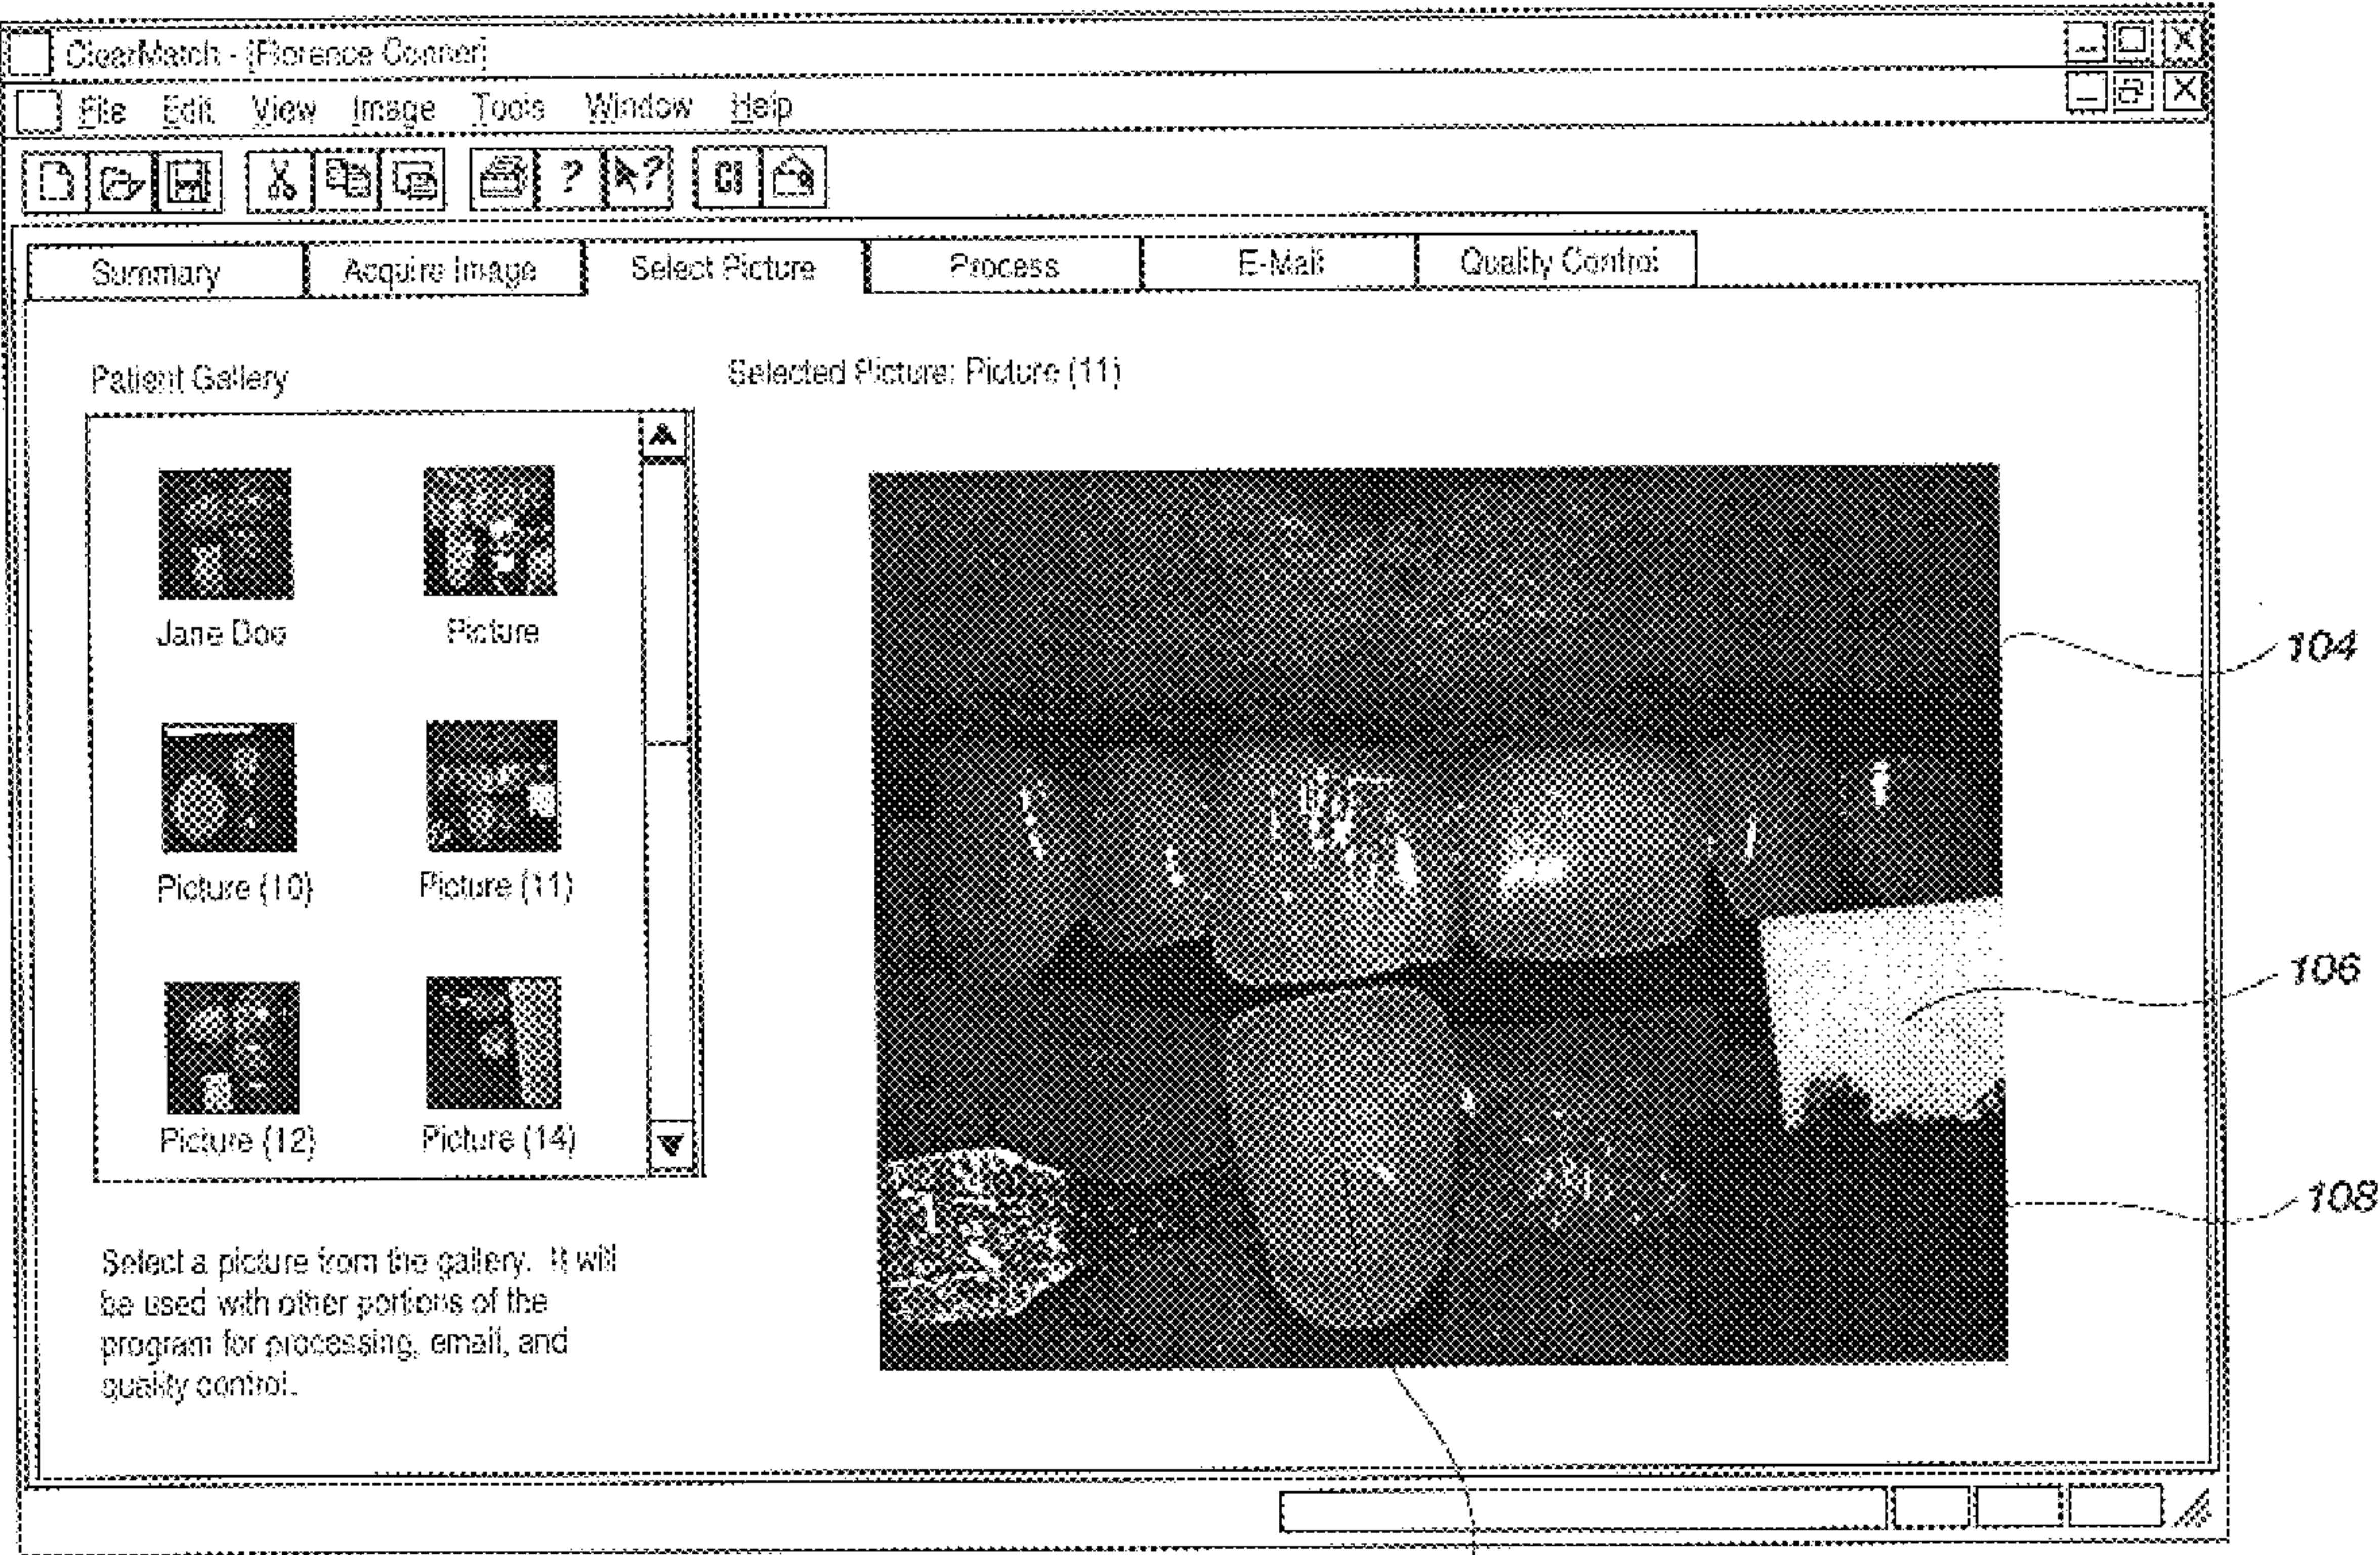 ClearMatch - [Florence Conner]
File Edit View Image Tools Window Help
? ? CI
Summary Acquire Image Select Picture Process E-Mail Quality Control
Patient Gallery
Selected Picture: Picture (11)
Jane Doe Picture
Picture (10) Picture (11)
Picture (12) Picture (14)
Select a picture from the gallery. It will
be used with other portions of the
program for processing, email, and
quality control.
104
106
108